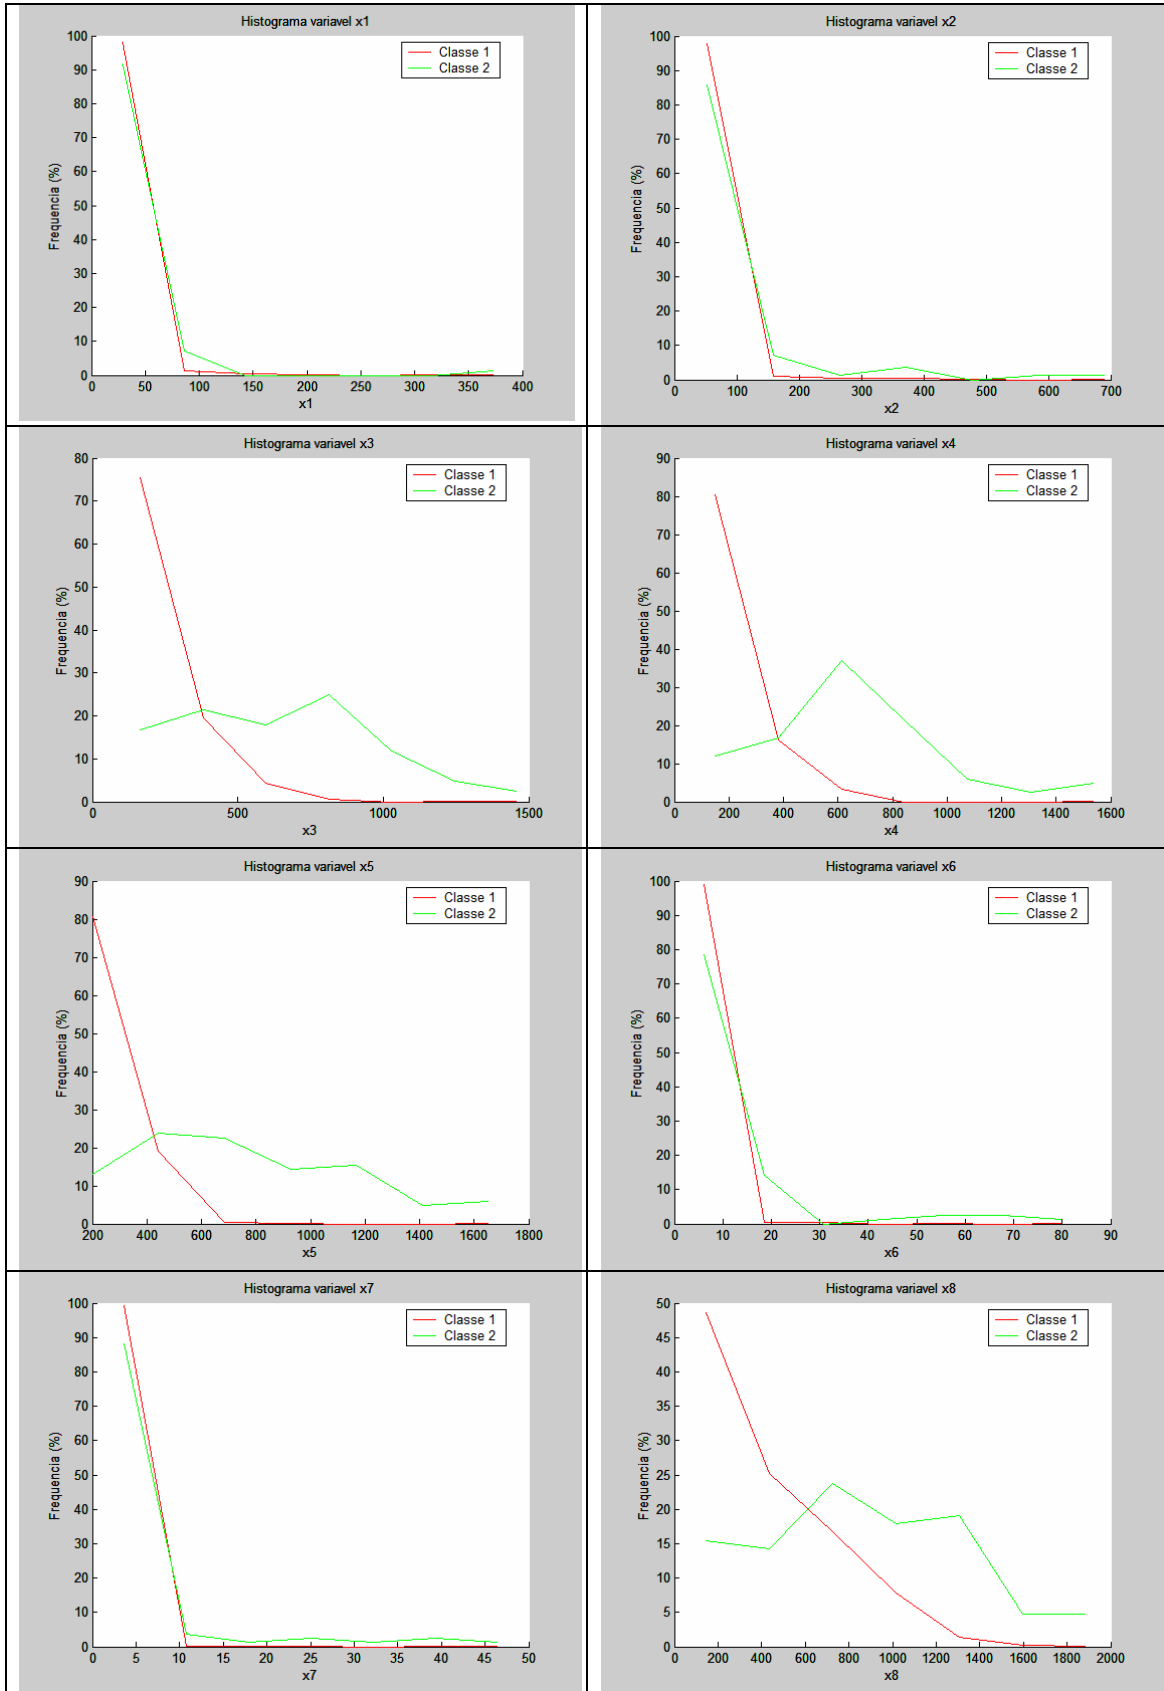 Histograma variavel x1
100
90
80
70
60
50
40
30
20
10
0
Frequencia (%)
Classe 1
Classe 2
0 50 100 150 200 250 300 350 400
x1
Histograma variavel x2
100
90
80
70
60
50
40
30
20
10
0
Frequencia (%)
Classe 1
Classe 2
0 100 200 300 400 500 600 700
x2
Histograma variavel x3
80
70
60
50
40
30
20
10
0
Frequencia (%)
Classe 1
Classe 2
0 500 1000 1500
x3
Histograma variavel x4
90
80
70
60
50
40
30
20
10
0
Frequencia (%)
Classe 1
Classe 2
0 200 400 600 800 1000 1200 1400 1600
x4
Histograma variavel x5
90
80
70
60
50
40
30
20
10
0
Frequencia (%)
Classe 1
Classe 2
200 400 600 800 1000 1200 1400 1600 1800
x5
Histograma variavel x6
100
90
80
70
60
50
40
30
20
10
0
Frequencia (%)
Classe 1
Classe 2
0 10 20 30 40 50 60 70 80 90
x6
Histograma variavel x7
100
90
80
70
60
50
40
30
20
10
0
Frequencia (%)
Classe 1
Classe 2
0 5 10 15 20 25 30 35 40 45 50
x7
Histograma variavel x8
50
45
40
35
30
25
20
15
10
5
0
Frequencia (%)
Classe 1
Classe 2
0 200 400 600 800 1000 1200 1400 1600 1800 2000
x8